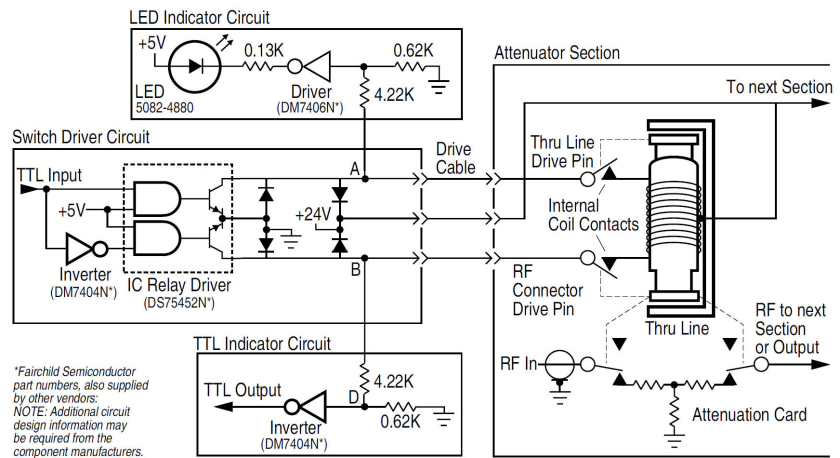 LED Indicator Circuit
+5V
0.13K
0.62K
LED
5082-4880
Driver
(DM7406N*)
4.22K
Attenuator Section
To next Section
Switch Driver Circuit
TTL Input
+5V
Inverter
(DM7404N*)
IC Relay Driver
(DS75452N*)
+24V
A
B
Drive
Cable
Thru Line
Drive Pin
Internal
Coil Contacts
RF
Connector
Drive Pin
Thru Line
RF to next
Section
or Output
RF In
Attenuation Card
TTL Indicator Circuit
TTL Output
D
4.22K
0.62K
Inverter
(DM7404N*)
*Fairchild Semiconductor
part numbers, also supplied
by other vendors:
NOTE: Additional circuit
design information may
be required from the
component manufacturers.